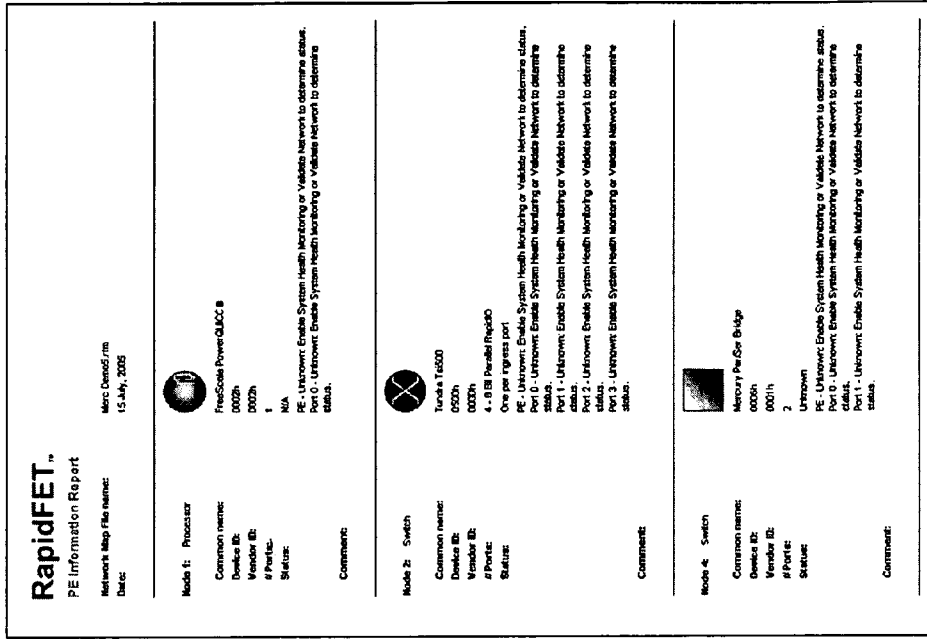 RapidFET™
PE Information Report
Network Map File name: Merc Demo5.rtm
Date: 15 July, 2005
Node 1: Processor
Common name: FreeScale PowerQUICC III
Device ID: 0002h
Vendor ID: 0002h
# Ports: 1
Status: N/A
PE - Unknown: Enable System Health Monitoring or Validate Network to determine status.
Port 0 - Unknown: Enable System Health Monitoring or Validate Network to determine
status.
Comment:
Node 2: Switch
Common name: Tundra Tsi500
Device ID: 0500h
Vendor ID: 000Dh
# Ports: 4 - 8 Bit Parallel RapidIO
Status: One per ingress port
PE - Unknown: Enable System Health Monitoring or Validate Network to determine status.
Port 0 - Unknown: Enable System Health Monitoring or Validate Network to determine
status.
Port 1 - Unknown: Enable System Health Monitoring or Validate Network to determine
status.
Port 2 - Unknown: Enable System Health Monitoring or Validate Network to determine
status.
Port 3 - Unknown: Enable System Health Monitoring or Validate Network to determine
status.
Comment:
Node 4: Switch
Common name: Mercury Par/Ser Bridge
Device ID: 0006h
Vendor ID: 0001h
# Ports: 2
Status: Unknown
PE - Unknown: Enable System Health Monitoring or Validate Network to determine status.
Port 0 - Unknown: Enable System Health Monitoring or Validate Network to determine
status.
Port 1 - Unknown: Enable System Health Monitoring or Validate Network to determine
status.
Comment: